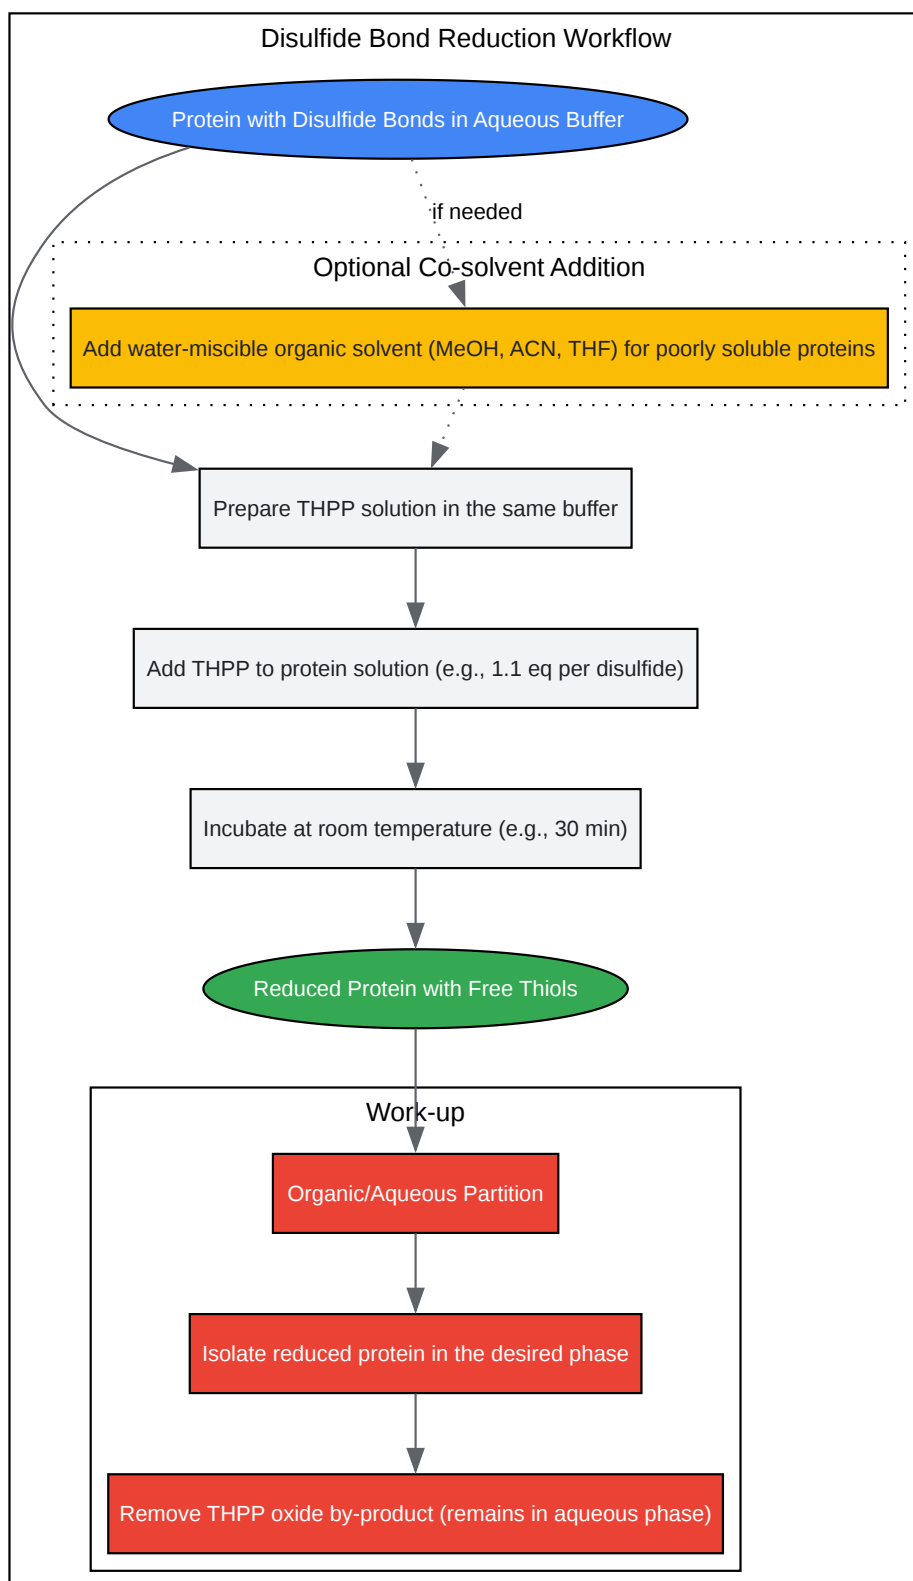 Disulfide Bond Reduction Workflow
Protein with Disulfide Bonds in Aqueous Buffer
if needed
Optional Co-solvent Addition
Add water-miscible organic solvent (MeOH, ACN, THF) for poorly soluble proteins
Prepare THPP solution in the same buffer
Add THPP to protein solution (e.g., 1.1 eq per disulfide)
Incubate at room temperature (e.g., 30 min)
Reduced Protein with Free Thiols
Work-up
Organic/Aqueous Partition
Isolate reduced protein in the desired phase
Remove THPP oxide by-product (remains in aqueous phase)